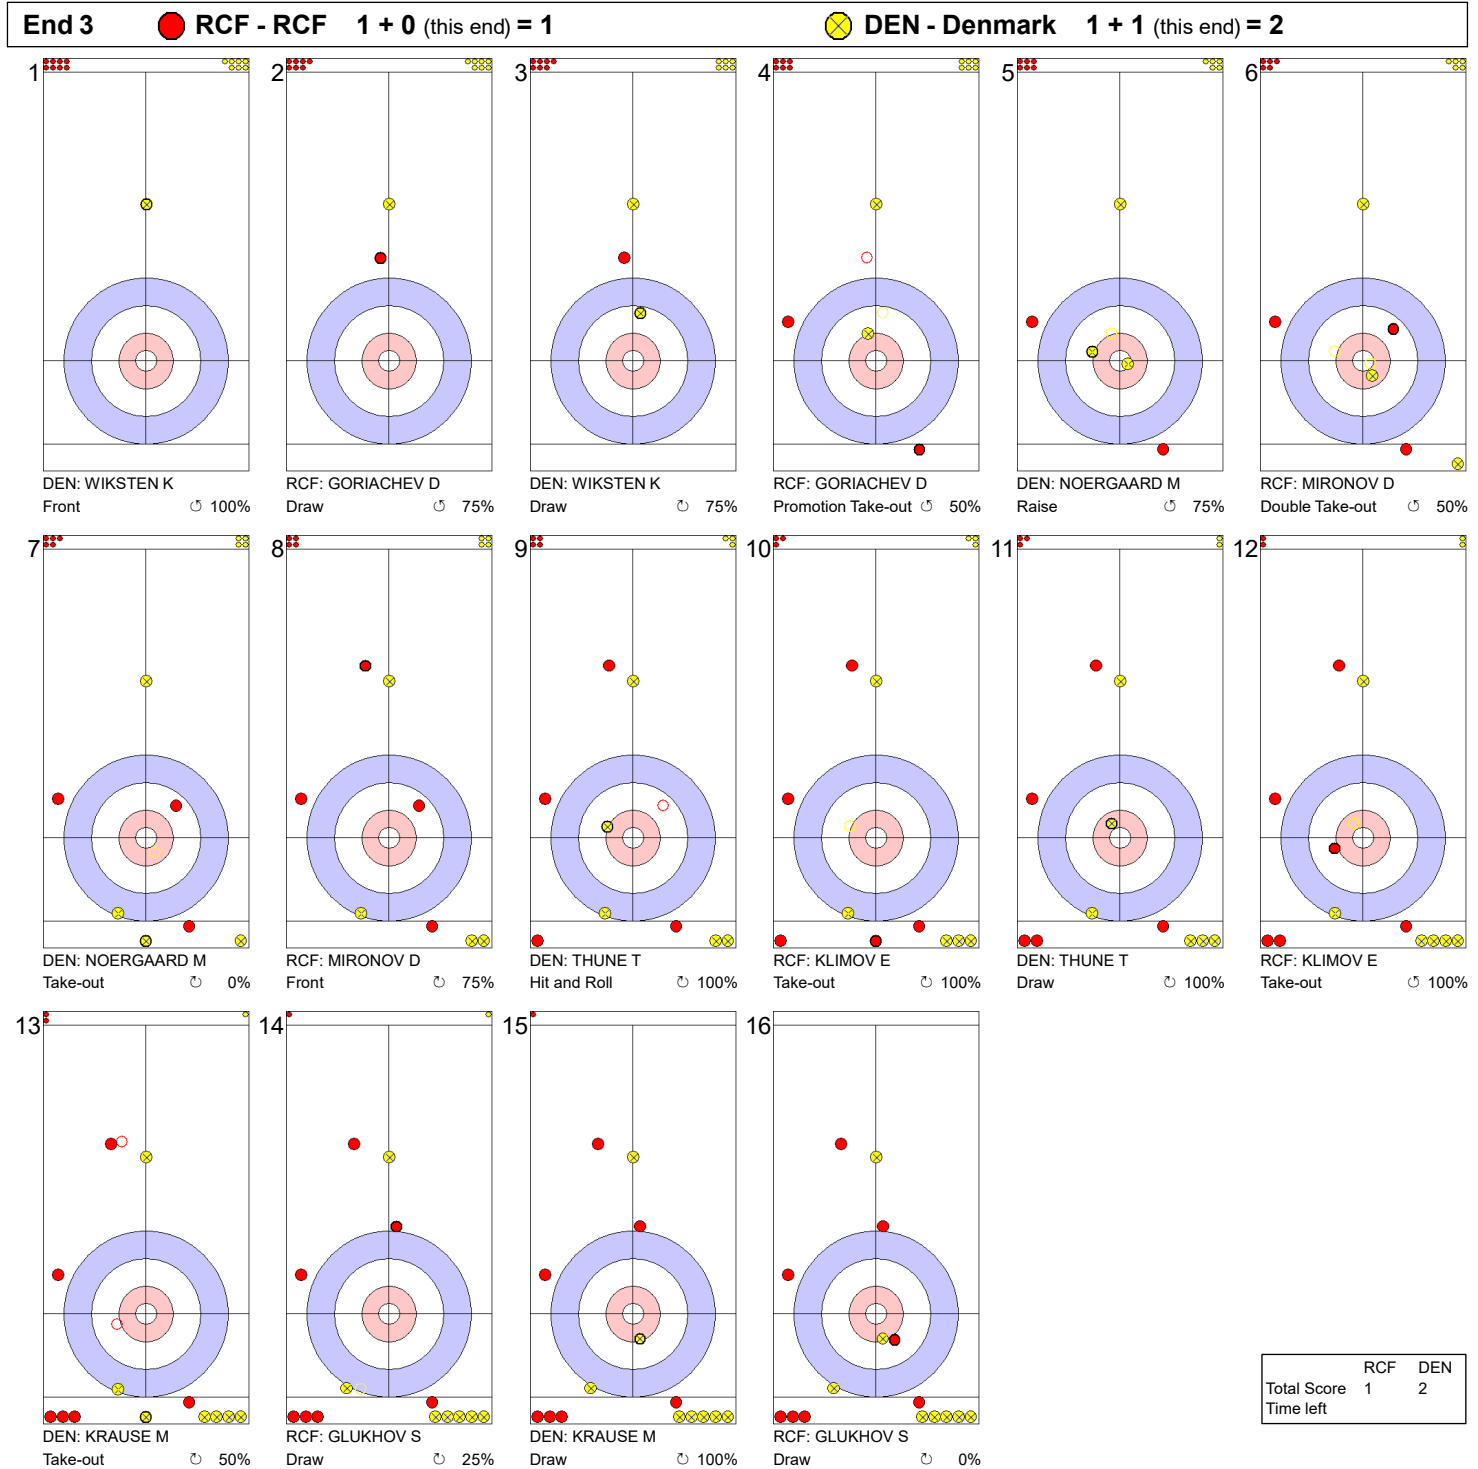 End 3 RCF - RCF 1 + 0 (this end) = 1 DEN - Denmark 1 + 1 (this end) = 2
1 2 3 4 5 6
DEN: WIKSTEN K RCF: GORIACHEV D DEN: WIKSTEN K RCF: GORIACHEV D DEN: NOERGAARD M RCF: MIRONOV D
Front ↺ 100% Draw ↺ 75% Draw ↺ 75% Promotion Take-out ↺ 50% Raise ↺ 75% Double Take-out ↺ 50%
7 8 9 10 11 12
DEN: NOERGAARD M RCF: MIRONOV D DEN: THUNE T RCF: KLIMOV E DEN: THUNE T RCF: KLIMOV E
Take-out ↻ 0% Front ↻ 75% Hit and Roll ↻ 100% Take-out ↻ 100% Draw ↻ 100% Take-out ↻ 100%
13 14 15 16
DEN: KRAUSE M RCF: GLUKHOV S DEN: KRAUSE M RCF: GLUKHOV S
Take-out ↻ 50% Draw ↻ 25% Draw ↻ 100% Draw ↻ 0%
RCF DEN
Total Score 1 2
Time left